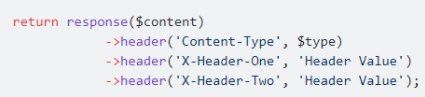 return response($content)
            ->header('Content-Type', $type)
            ->header('X-Header-One', 'Header Value')
            ->header('X-Header-Two', 'Header Value');